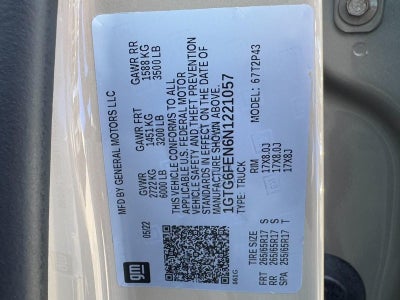 MFD BY GENERAL MOTORS LLC
05/22 GVWR GAWR FRT GAWR RR
2722 KG 1451 KG 1588 KG
6000 LB 3200 LB 3500 LB
THIS VEHICLE CONFORMS TO ALL
APPLICABLE U.S. FEDERAL MOTOR
VEHICLE SAFETY AND THEFT PREVENTION
STANDARDS IN EFFECT ON THE DATE OF
MANUFACTURE SHOWN ABOVE.
1GTG6FEN6N1221057
TYPE: TRUCK MODEL: 67T2P43
gm
TIRE SIZE RIM
FRT 265/65R17 S 17X8.0J
RR 265/65R17 S 17X8.0J
SPA 255/65R17 T 17X8J